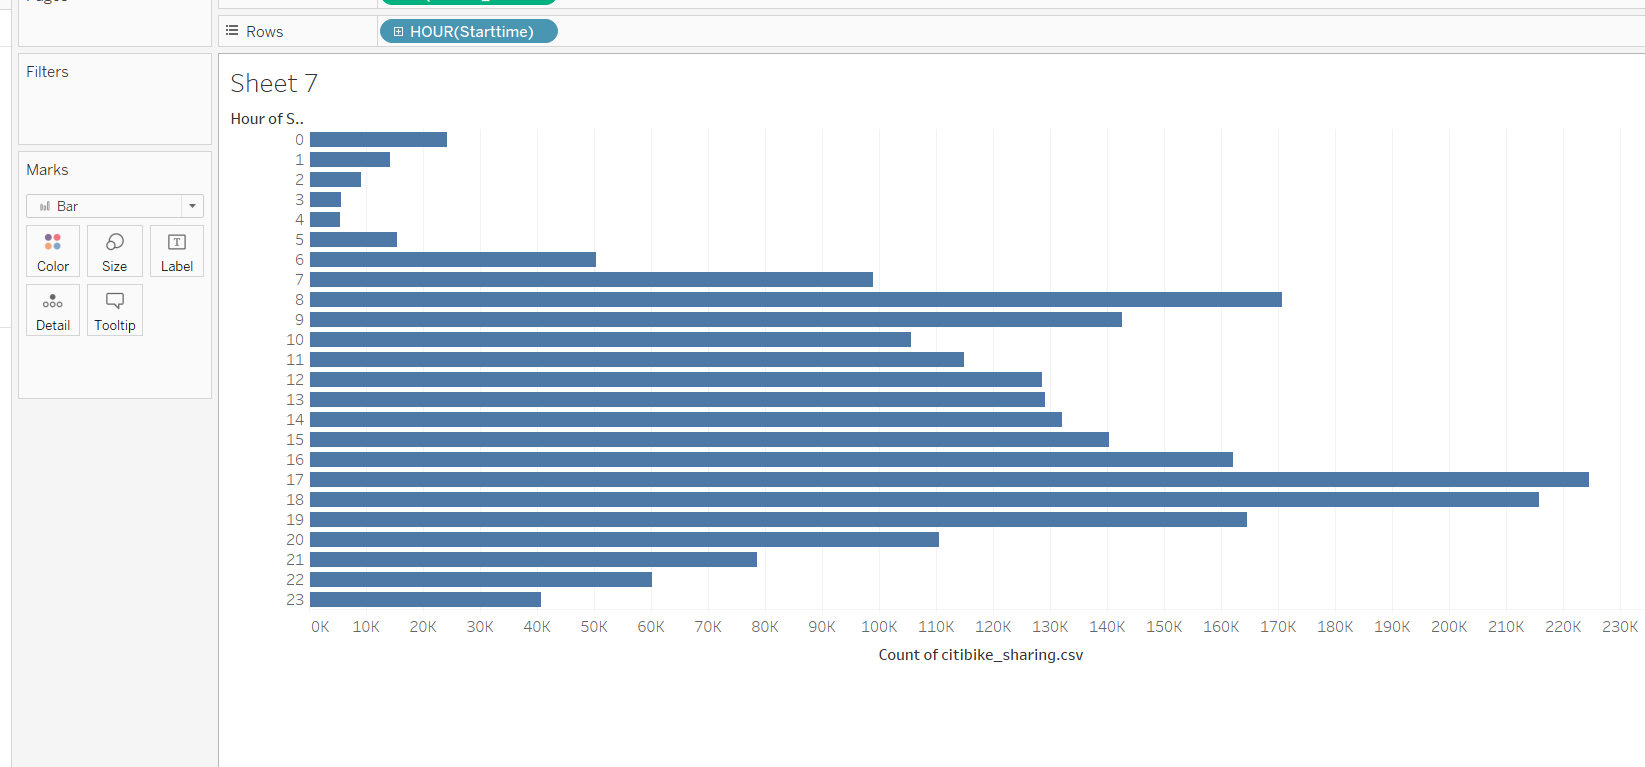 Rows
HOUR(Starttime)
Filters
Marks
Bar
Color
Size
Label
Detail
Tooltip
Sheet 7
Hour of S..
0
1
2
3
4
5
6
7
8
9
10
11
12
13
14
15
16
17
18
19
20
21
22
23
0K 10K 20K 30K 40K 50K 60K 70K 80K 90K 100K 110K 120K 130K 140K 150K 160K 170K 180K 190K 200K 210K 220K 230K
Count of citibike_sharing.csv